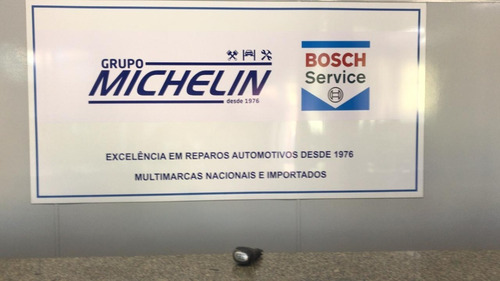 GRUPO
MICHELIN
desde 1976
BOSCH
Service
EXCELÊNCIA EM REPAROS AUTOMOTIVOS DESDE 1976
MULTIMARCAS NACIONAIS E IMPORTADOS